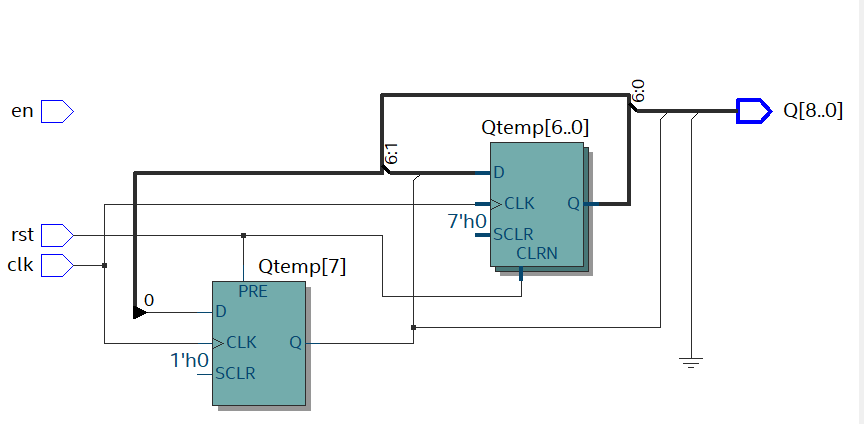 en
6:0
Q[8..0]
Qtemp[6..0]
6:1
D
CLK
Q
7'h0
SCLR
CLRN
rst
clk
Qtemp[7]
PRE
0
D
CLK
Q
1'h0
SCLR